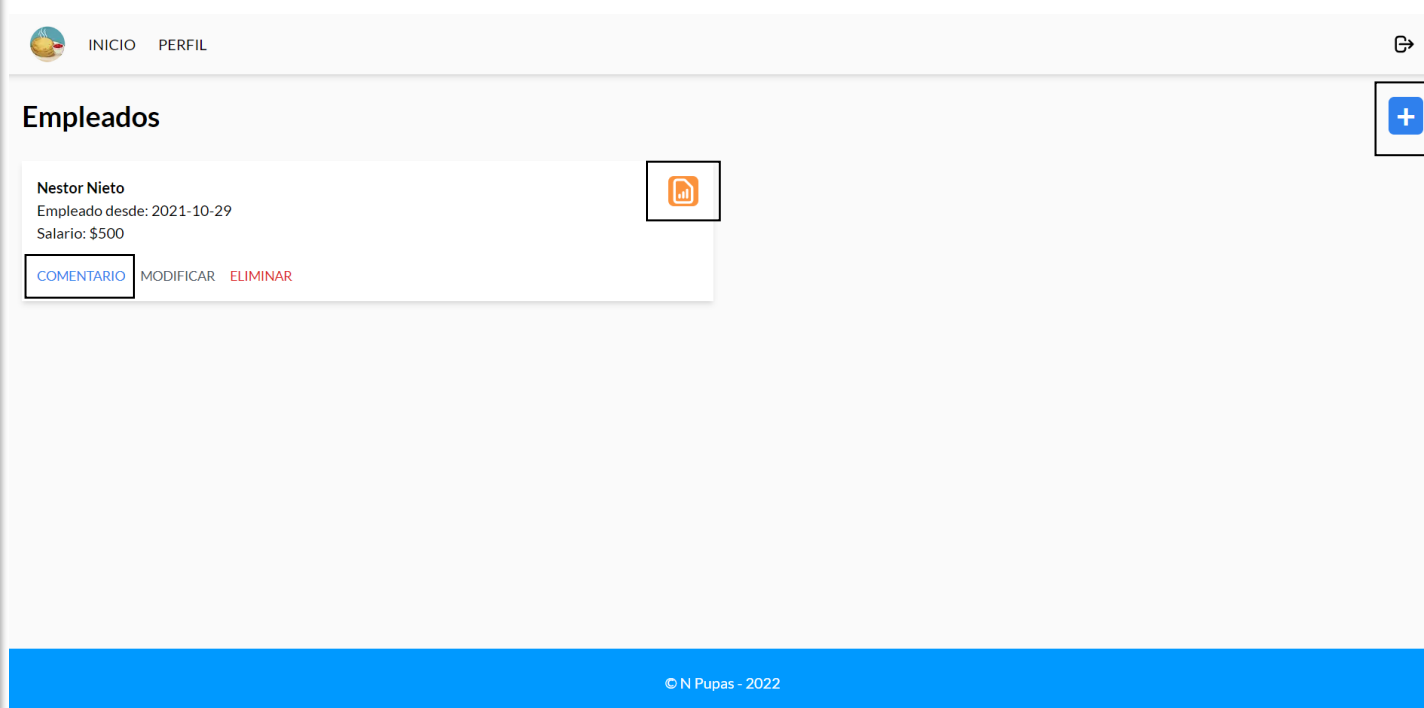 INICIO PERFIL
Empleados
Nestor Nieto
Empleado desde: 2021-10-29
Salario: $500
COMENTARIO MODIFICAR ELIMINAR
© N Pupas - 2022